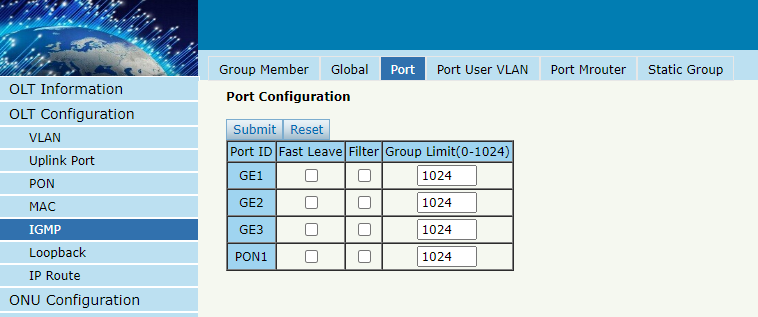 Group Member Global Port Port User VLAN Port Mrouter Static Group
OLT Information
OLT Configuration
VLAN
Uplink Port
PON
MAC
IGMP
Loopback
IP Route
ONU Configuration
Port Configuration
Submit Reset
Port ID Fast Leave Filter Group Limit(0-1024)
GE1 1024
GE2 1024
GE3 1024
PON1 1024